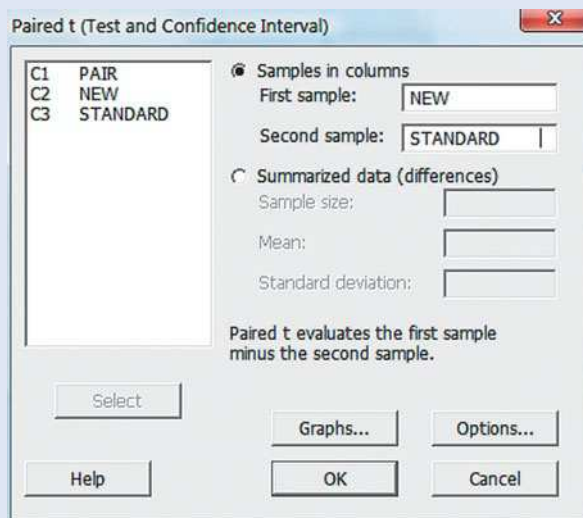 Paired t (Test and Confidence Interval)
C1 PAIR
C2 NEW
C3 STANDARD
Samples in columns
First sample: NEW
Second sample: STANDARD
Summarized data (differences)
Sample size:
Mean:
Standard deviation:
Paired t evaluates the first sample
minus the second sample.
Select
Graphs... Options...
Help OK Cancel